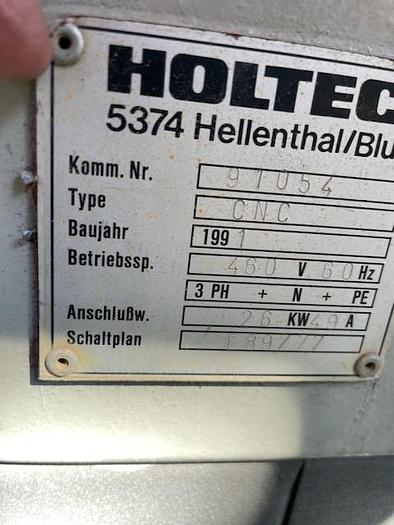 HOLTEC
5374 Hellenthal/Blu
Komm. Nr. 91054
Type CNC
Baujahr 1991
Betriebssp. 460 V 60 Hz
3 PH + N + PE
Anschlußw. 26 KW 49 A
Schaltplan